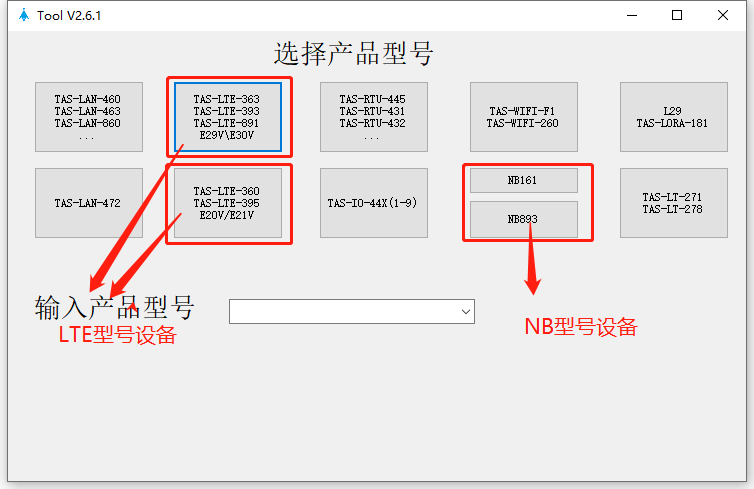 Tool V2.6.1
选择产品型号
TAS-LAN-460
TAS-LAN-463
TAS-LAN-860
...
TAS-LTE-363
TAS-LTE-393
TAS-LTE-891
E29V\E30V
TAS-RTU-445
TAS-RTU-431
TAS-RTU-432
...
TAS-WIFI-F1
TAS-WIFI-260
L29
TAS-LORA-181
TAS-LAN-472
TAS-LTE-360
TAS-LTE-395
E20V/E21V
TAS-IO-44X(1-9)
NB161
NB893
TAS-LT-271
TAS-LT-278
输入产品型号
LTE型号设备
NB型号设备